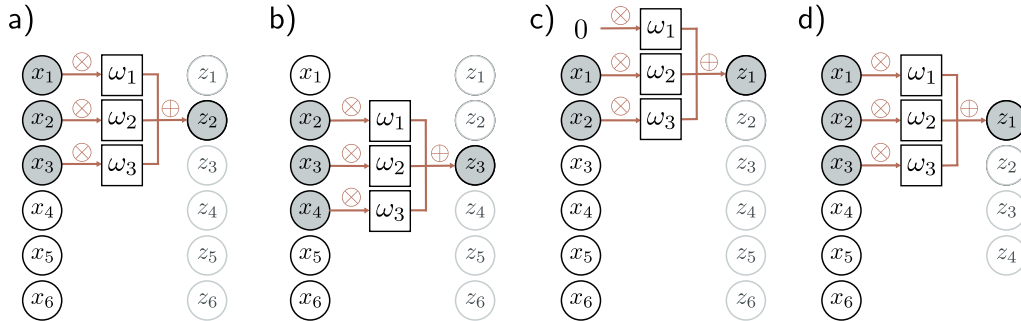 a) b) c) d)
0 ⊗ ω₁
x₁ ⊗ ω₁ z₁ x₁ z₁ x₁ ⊗ ω₂ ⊕ z₁ x₁ ⊗ ω₁
x₂ ⊗ ω₂ ⊕ z₂ x₂ ⊗ ω₁ z₂ x₂ ⊗ ω₃ z₂ x₂ ⊗ ω₂ ⊕ z₁
x₃ ⊗ ω₃ z₃ x₃ ⊗ ω₂ ⊕ z₃ x₃ z₃ x₃ ⊗ ω₃ z₂
x₄ z₄ x₄ ⊗ ω₃ z₄ x₄ z₄ x₄ z₃
x₅ z₅ x₅ z₅ x₅ z₅ x₅ z₄
x₆ z₆ x₆ z₆ x₆ z₆ x₆